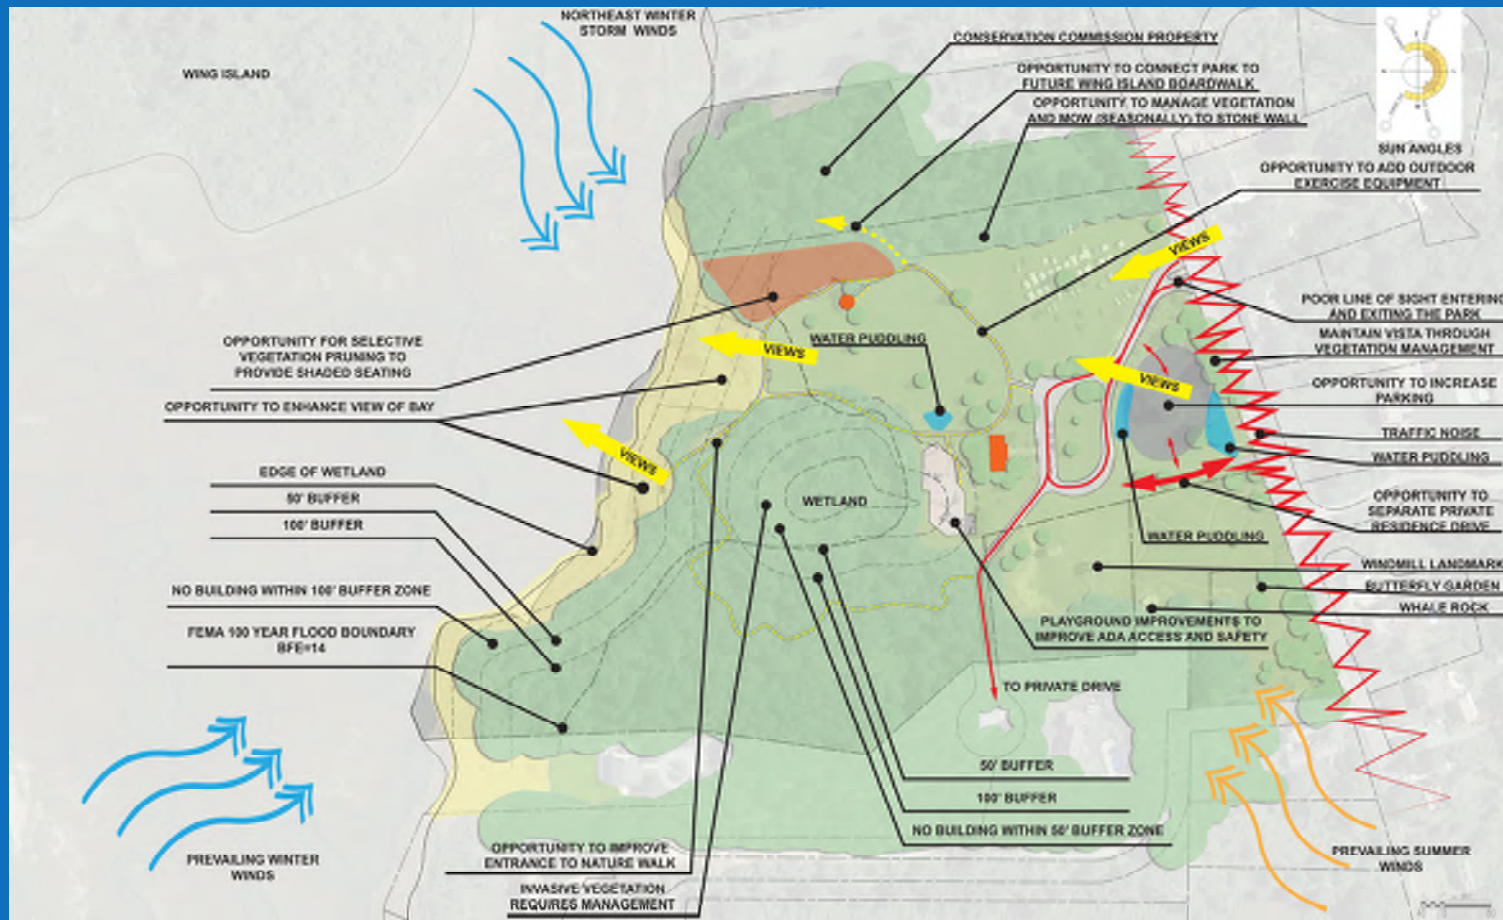 NORTHEAST WINTER
STORM WINDS
WING ISLAND
CONSERVATION COMMISSION PROPERTY
OPPORTUNITY TO CONNECT PARK TO
FUTURE WING ISLAND BOARDWALK
OPPORTUNITY TO MANAGE VEGETATION
AND MOW (SEASONALLY) TO STONE WALL
SUN ANGLES
OPPORTUNITY TO ADD OUTDOOR
EXERCISE EQUIPMENT
VIEWS
POOR LINE OF SIGHT ENTERING
AND EXITING THE PARK
MAINTAIN VISTA THROUGH
VEGETATION MANAGEMENT
OPPORTUNITY TO INCREASE
PARKING
TRAFFIC NOISE
WATER PUDDLING
OPPORTUNITY TO
SEPARATE PRIVATE
RESIDENCE DRIVE
WINDMILL LANDMARK
BUTTERFLY GARDEN
WHALE ROCK
OPPORTUNITY FOR SELECTIVE
VEGETATION PRUNING TO
PROVIDE SHADED SEATING
OPPORTUNITY TO ENHANCE VIEW OF BAY
EDGE OF WETLAND
50' BUFFER
100' BUFFER
NO BUILDING WITHIN 100' BUFFER ZONE
FEMA 100 YEAR FLOOD BOUNDARY
BFE=14
VIEWS
WATER PUDDLING
VIEWS
VIEWS
WETLAND
WATER PUDDLING
PLAYGROUND IMPROVEMENTS TO
IMPROVE ADA ACCESS AND SAFETY
TO PRIVATE DRIVE
50' BUFFER
100' BUFFER
NO BUILDING WITHIN 50' BUFFER ZONE
OPPORTUNITY TO IMPROVE
ENTRANCE TO NATURE WALK
INVASIVE VEGETATION
REQUIRES MANAGEMENT
PREVAILING WINTER
WINDS
PREVAILING SUMMER
WINDS